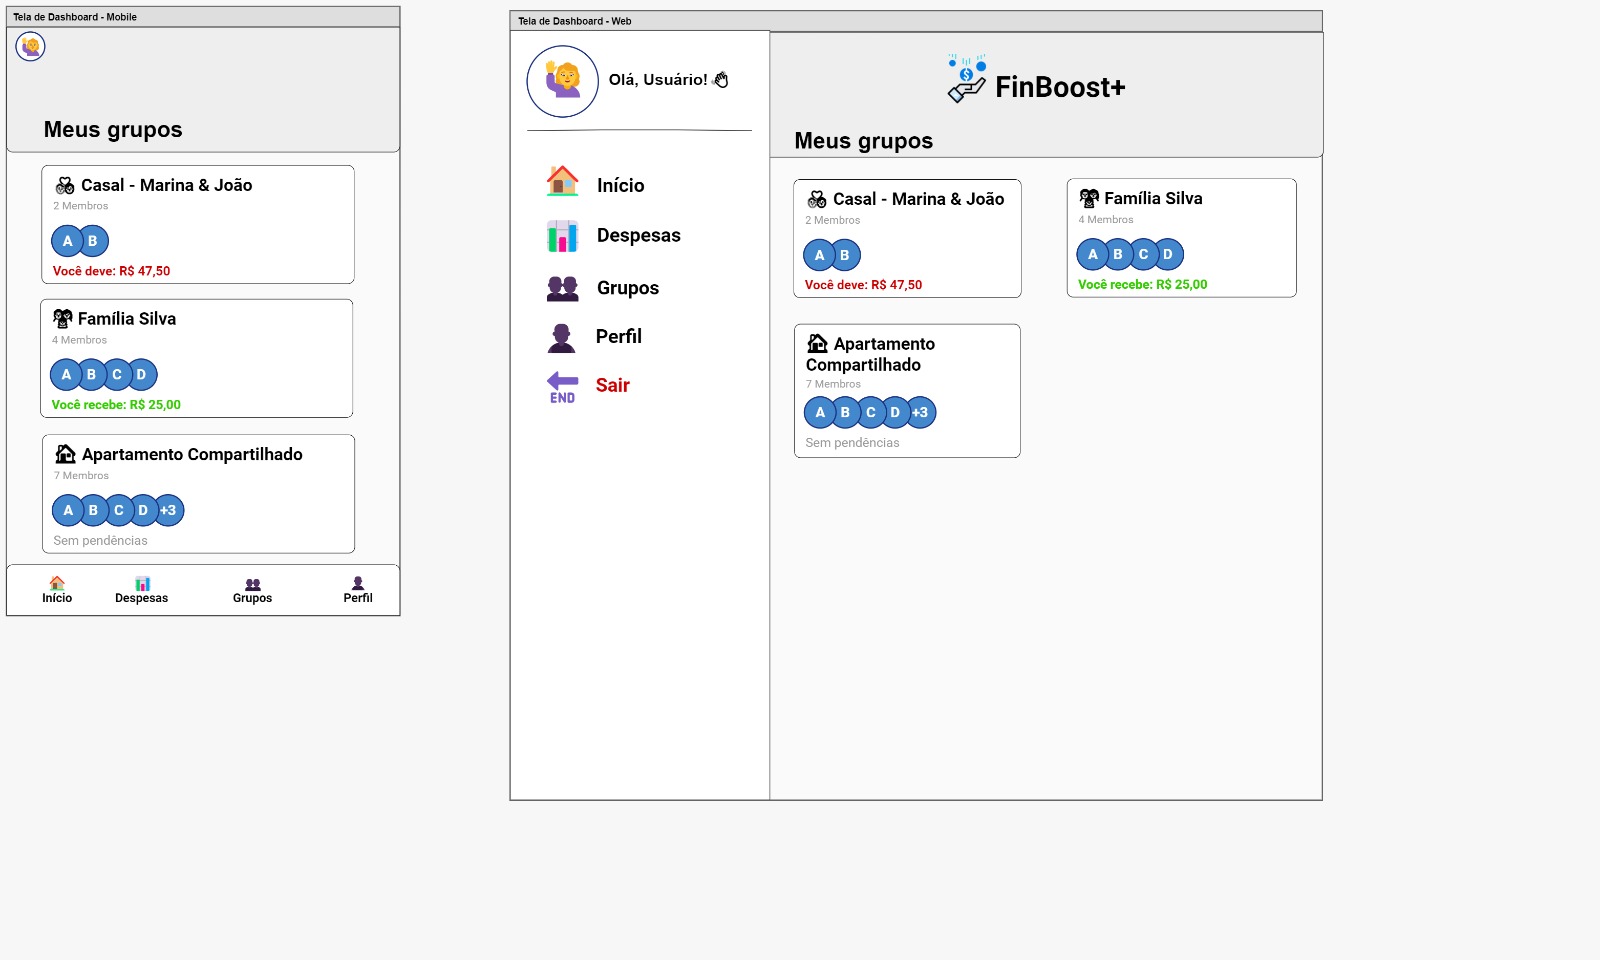 Tela de Dashboard - Mobile
Meus grupos
Casal - Marina & João
2 Membros
A B
Você deve: R$ 47,50
Família Silva
4 Membros
A B C D
Você recebe: R$ 25,00
Apartamento Compartilhado
7 Membros
A B C D +3
Sem pendências
Início Despesas Grupos Perfil
Tela de Dashboard - Web
Olá, Usuário!
Início
Despesas
Grupos
Perfil
END Sair
$
FinBoost+
Meus grupos
Casal - Marina & João
2 Membros
A B
Você deve: R$ 47,50
Família Silva
4 Membros
A B C D
Você recebe: R$ 25,00
Apartamento
Compartilhado
7 Membros
A B C D +3
Sem pendências